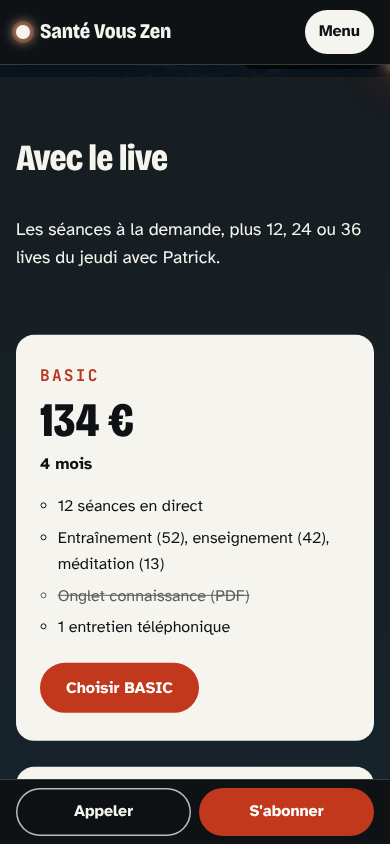 Santé Vous Zen
Menu
Avec le live
Les séances à la demande, plus 12, 24 ou 36
lives du jeudi avec Patrick.
BASIC
134 €
4 mois
12 séances en direct
Entraînement (52), enseignement (42),
méditation (13)
Onglet connaissance (PDF)
1 entretien téléphonique
Choisir BASIC
Appeler
S'abonner